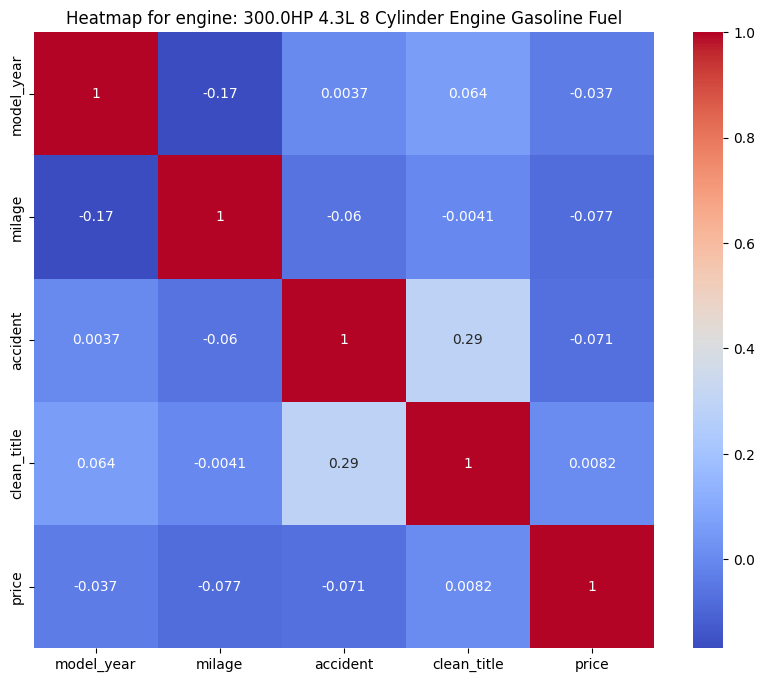 Heatmap for engine: 300.0HP 4.3L 8 Cylinder Engine Gasoline Fuel
model_year 1 -0.17 0.0037 0.064 -0.037
milage -0.17 1 -0.06 -0.0041 -0.077
accident 0.0037 -0.06 1 0.29 -0.071
clean_title 0.064 -0.0041 0.29 1 0.0082
price -0.037 -0.077 -0.071 0.0082 1
model_year milage accident clean_title price
1.0
0.8
0.6
0.4
0.2
0.0